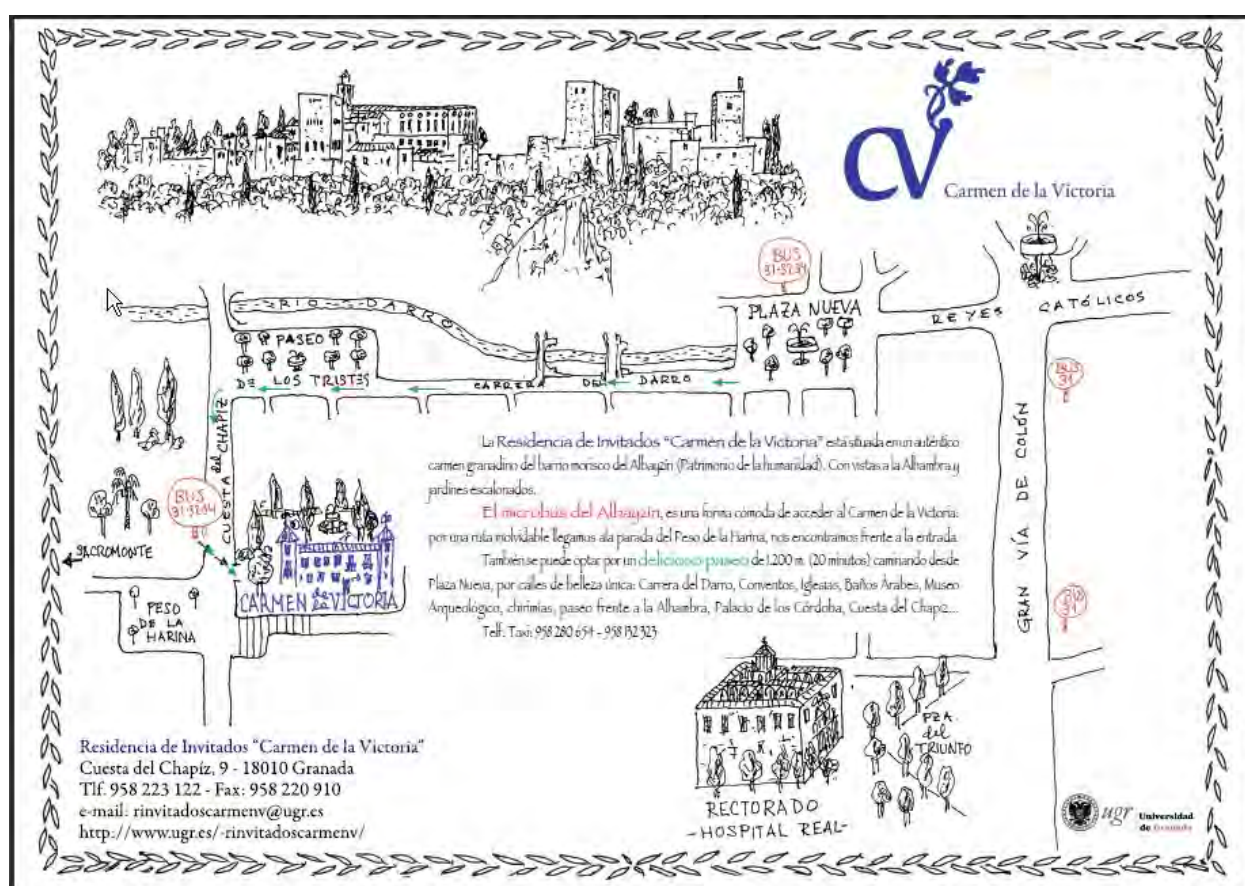 CV
Carmen de la Victoria
BUS
31-32-34
RIO DARRO
PLAZA NUEVA
REYES CATÓLICOS
PASEO
DE LOS TRISTES
CARRERA DEL DARRO
BUS
31
CUESTA del CHAPIZ
GRAN VÍA DE COLÓN
La Residencia de Invitados "Carmen de la Victoria" está situada en un auténtico
carmen granadino del barrio morisco del Albayzín (Patrimonio de la humanidad). Con vistas a la Alhambra y
jardines escalonados.
El microbús del Albayzín, es una forma cómoda de acceder al Carmen de la Victoria:
por una ruta inolvidable llegamos a la parada del Peso de la Harina, nos encontramos frente a la entrada.
También se puede optar por un delicioso paseo de 1.200 m. (20 minutos) caminando desde
Plaza Nueva, por calles de belleza única: Carrera del Darro, Conventos, Iglesias, Baños Árabes, Museo
Arqueológico, chirimías, paseo frente a la Alhambra, Palacio de los Córdoba, Cuesta del Chapiz...
Telf. Taxi: 958 280 654 - 958 132 323
BUS
31-32-34
SACROMONTE
CARMEN de la VICTORIA
PESO
DE LA
HARINA
BUS
31
PZA.
del
TRIUNFO
RECTORADO
-HOSPITAL REAL-
Residencia de Invitados "Carmen de la Victoria"
Cuesta del Chapíz, 9 - 18010 Granada
Tlf. 958 223 122 - Fax: 958 220 910
e-mail: rinvitadoscarmenv@ugr.es
http://www.ugr.es/-rinvitadoscarmenv/
ugr Universidad
de Granada